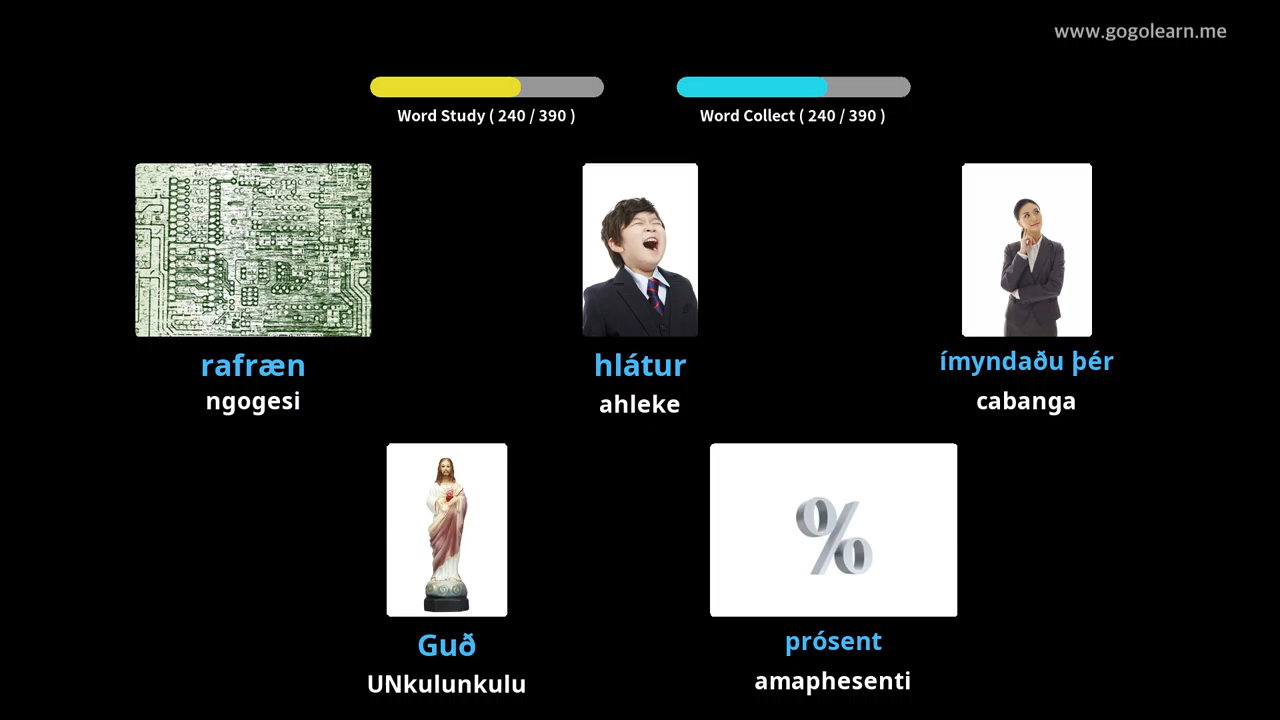 www.gogolearn.me
Word Study ( 240 / 390 )
Word Collect ( 240 / 390 )
rafræn
hlátur
ímyndaðu þér
ngogesi
ahleke
cabanga
%
Guð
prósent
UNkulunkulu
amaphesenti